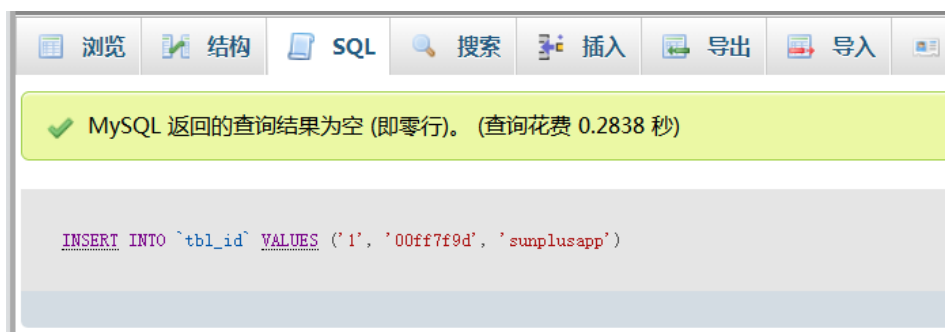 浏览 结构 SQL 搜索 插入 导出 导入
MySQL 返回的查询结果为空 (即零行)。 (查询花费 0.2838 秒)
INSERT INTO `tbl_id` VALUES ('1', '00ff7f9d', 'sunplusapp')